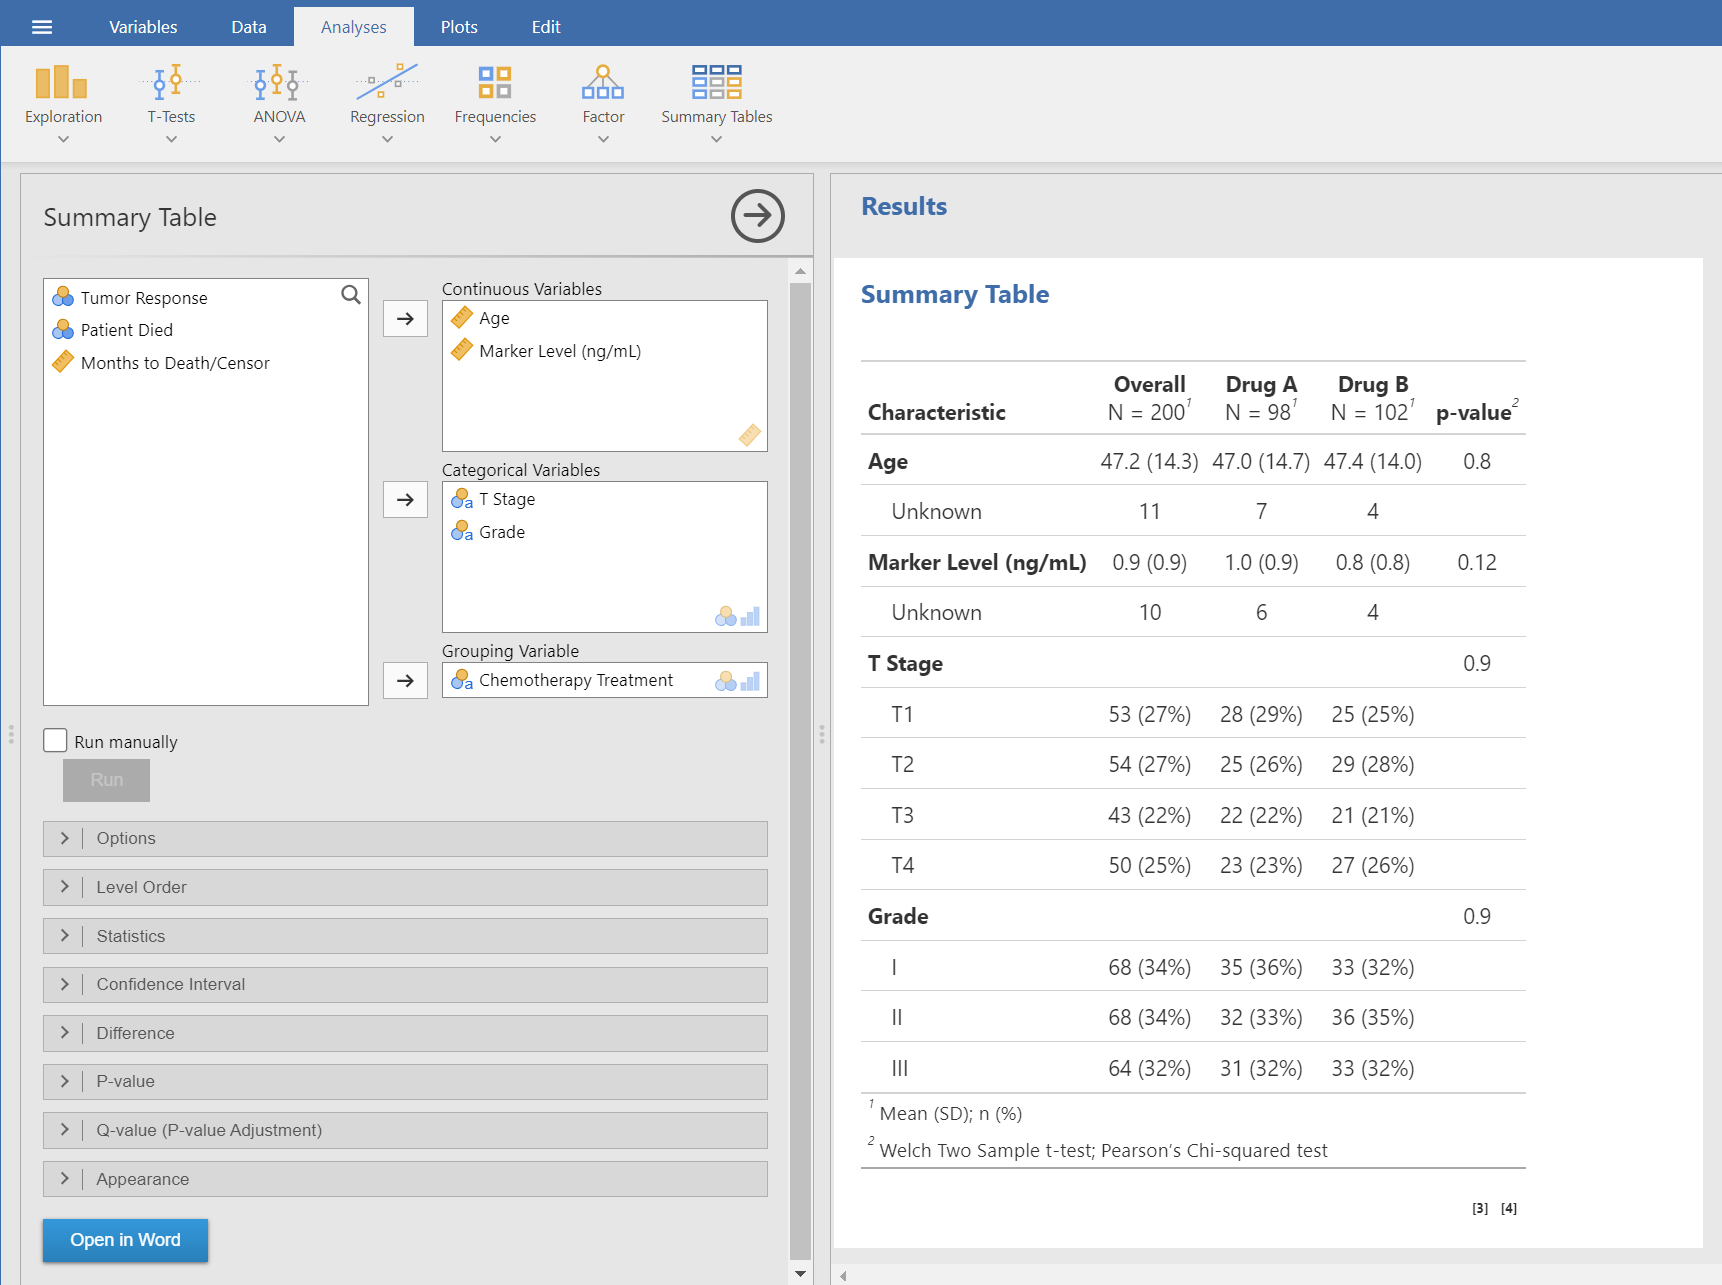 Variables Data Analyses Plots Edit
Exploration T-Tests ANOVA Regression Frequencies Factor Summary Tables
Summary Table
Tumor Response
Patient Died
Months to Death/Censor
Continuous Variables
Age
Marker Level (ng/mL)
Categorical Variables
T Stage
Grade
Grouping Variable
Chemotherapy Treatment
Run manually
Run
Options
Level Order
Statistics
Confidence Interval
Difference
P-value
Q-value (P-value Adjustment)
Appearance
Open in Word
Results
Summary Table
Overall Drug A Drug B
Characteristic N = 200¹ N = 98¹ N = 102¹ p-value²
Age 47.2 (14.3) 47.0 (14.7) 47.4 (14.0) 0.8
Unknown 11 7 4
Marker Level (ng/mL) 0.9 (0.9) 1.0 (0.9) 0.8 (0.8) 0.12
Unknown 10 6 4
T Stage 0.9
T1 53 (27%) 28 (29%) 25 (25%)
T2 54 (27%) 25 (26%) 29 (28%)
T3 43 (22%) 22 (22%) 21 (21%)
T4 50 (25%) 23 (23%) 27 (26%)
Grade 0.9
I 68 (34%) 35 (36%) 33 (32%)
II 68 (34%) 32 (33%) 36 (35%)
III 64 (32%) 31 (32%) 33 (32%)
¹ Mean (SD); n (%)
² Welch Two Sample t-test; Pearson’s Chi-squared test
[3] [4]